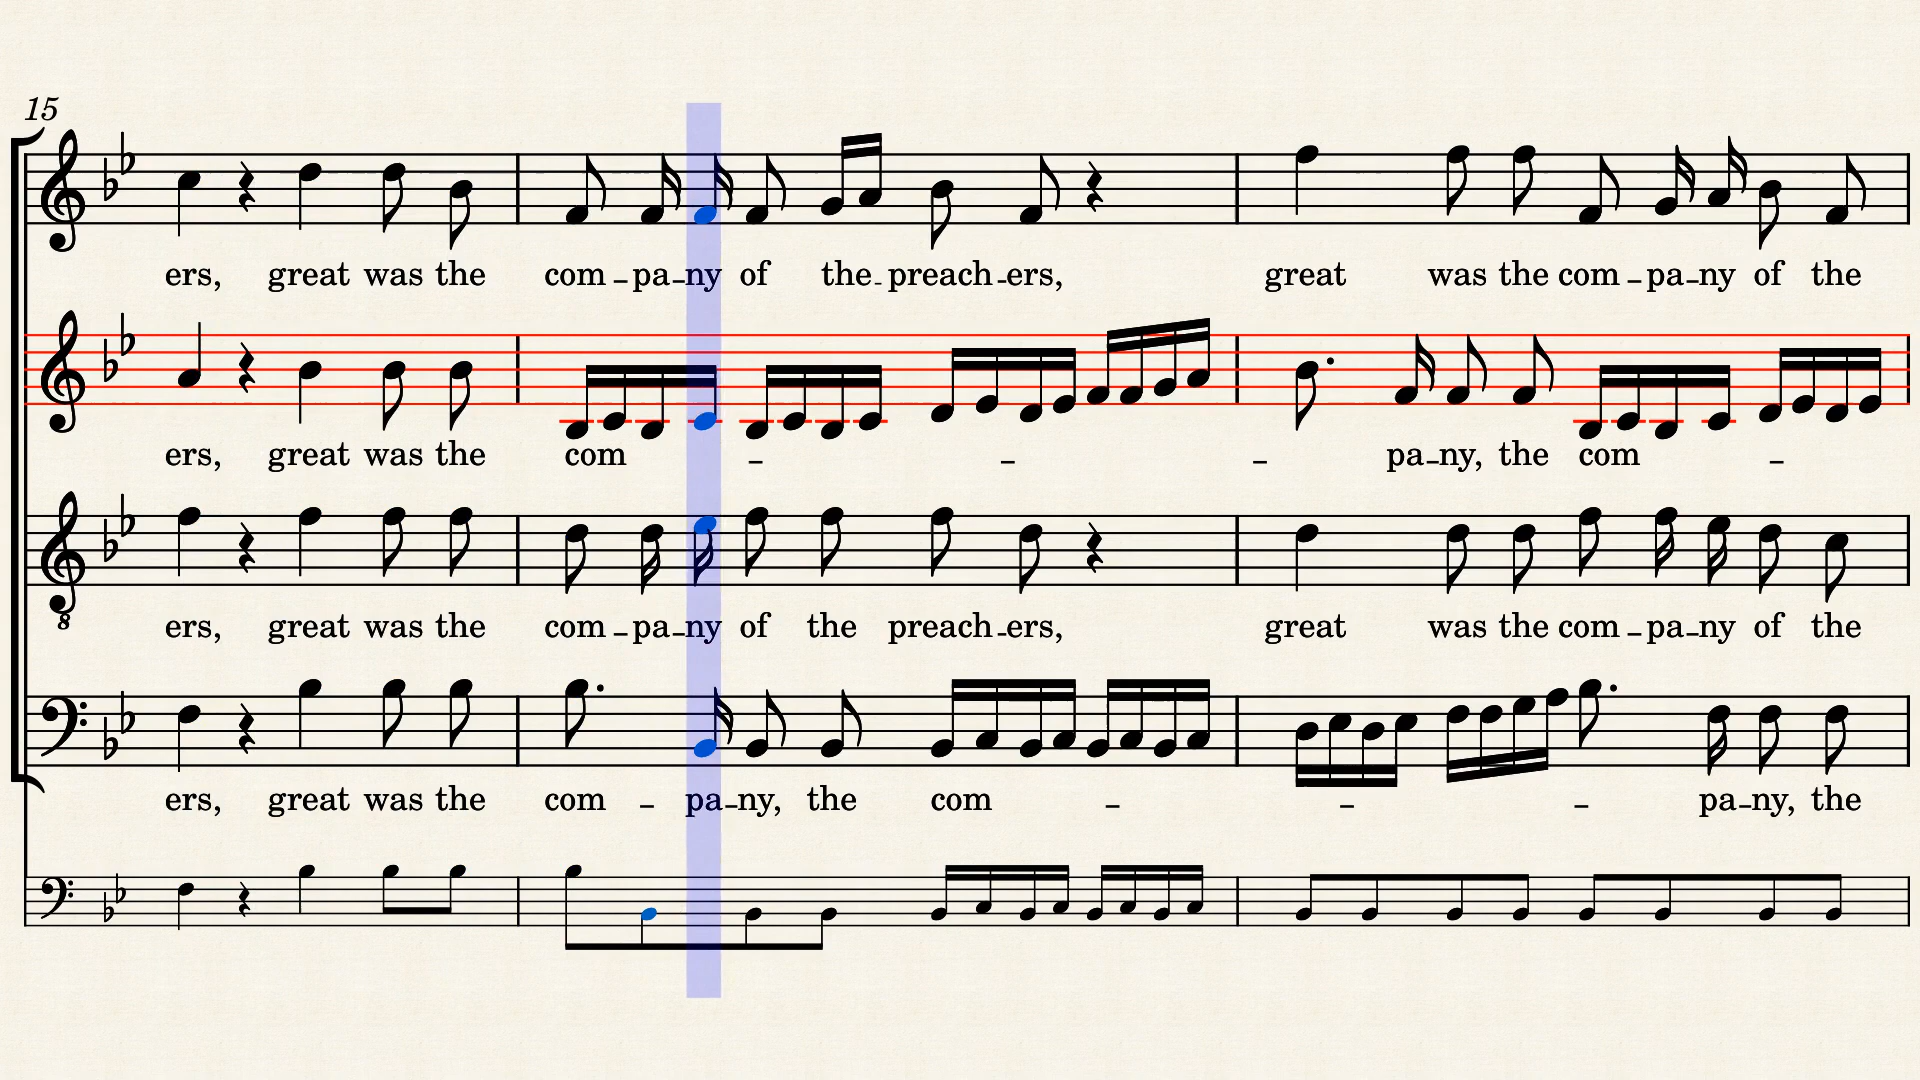 15
ers, great was the com - pa - ny of the - preach - ers, great was the com - pa - ny of the
ers, great was the com - - - pa - ny, the com -
8
ers, great was the com - pa - ny of the preach - ers, great was the com - pa - ny of the
ers, great was the com - pa - ny, the com - - - pa - ny, the